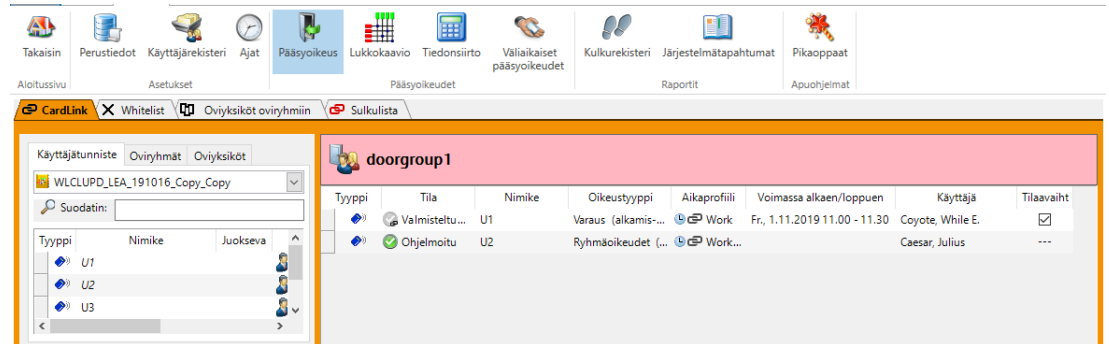 Takaisin Perustiedot Käyttäjärekisteri Ajat Pääsyoikeus Lukkokaavio Tiedonsiirto Väliaikaiset pääsyoikeudet Kulkurekisteri Järjestelmätapahtumat Pikaoppaat
Aloitussivu Asetukset Pääsyoikeudet Raportit Apuohjelmat
CardLink Whitelist Oviyksiköt oviryhmiin Sulkulista
Käyttäjätunniste Oviryhmät Oviyksiköt
WLCLUPD_LEA_191016_Copy_Copy
Suodatin:
Tyyppi Nimike Juokseva
U1
U2
U3
doorgroup1
Tyyppi Tila Nimike Oikeustyyppi Aikaprofiili Voimassa alkaen/loppuen Käyttäjä Tilaavaiht
Valmisteltu... U1 Varaus (alkamis-... Work Fr., 1.11.2019 11.00 - 11.30 Coyote, While E.
Ohjelmoitu U2 Ryhmäoikeudet (... Work... Caesar, Julius ---